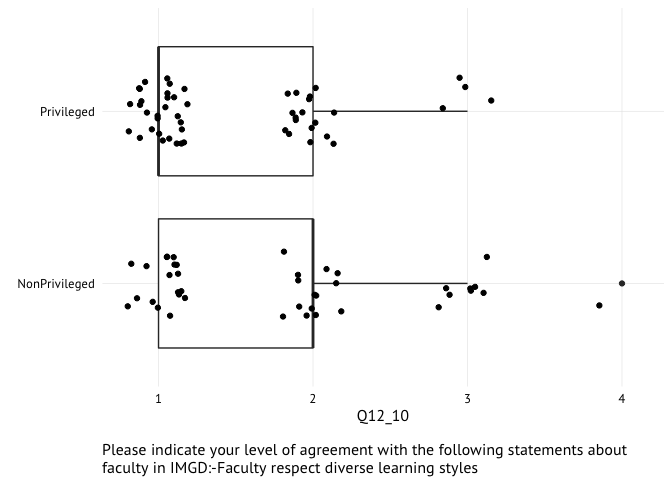 Privileged
NonPrivileged
1 2 3 4
Q12_10
Please indicate your level of agreement with the following statements about
faculty in IMGD:-Faculty respect diverse learning styles